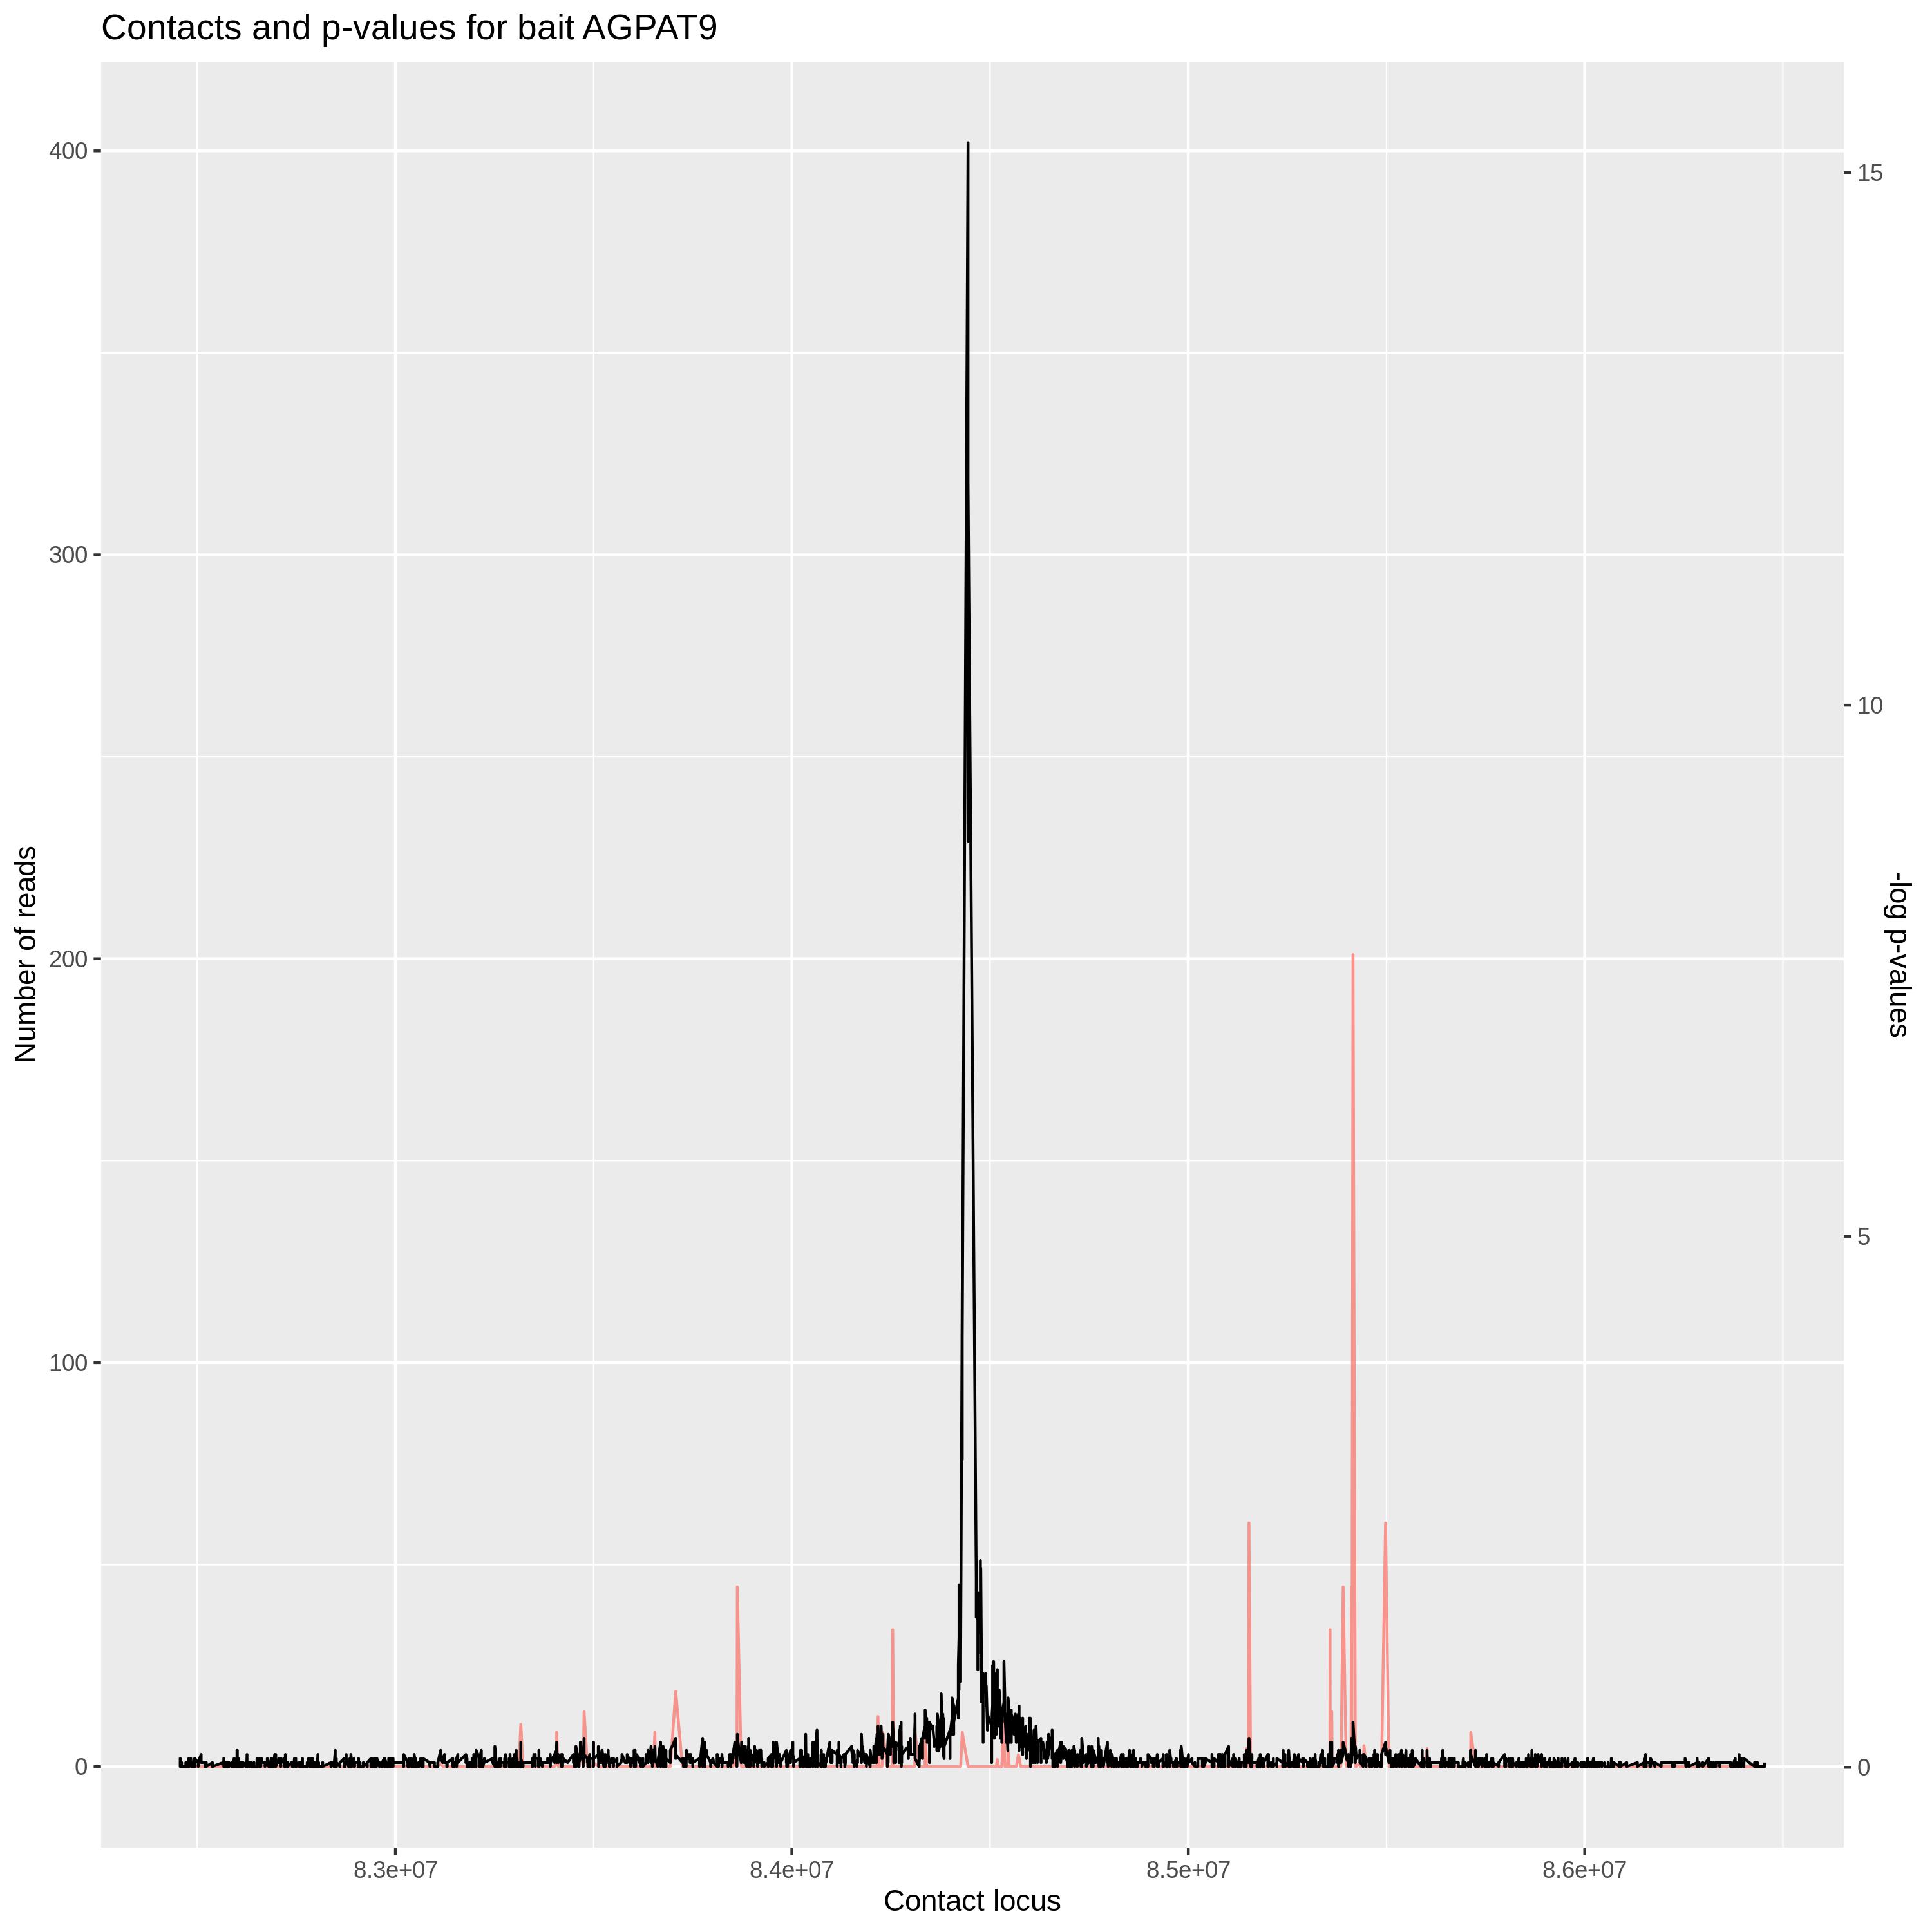 Contacts and p-values for bait AGPAT9
400
300
200
100
0
Number of reads
15
10
5
0
-log p-values
8.3e+07
8.4e+07
8.5e+07
8.6e+07
Contact locus